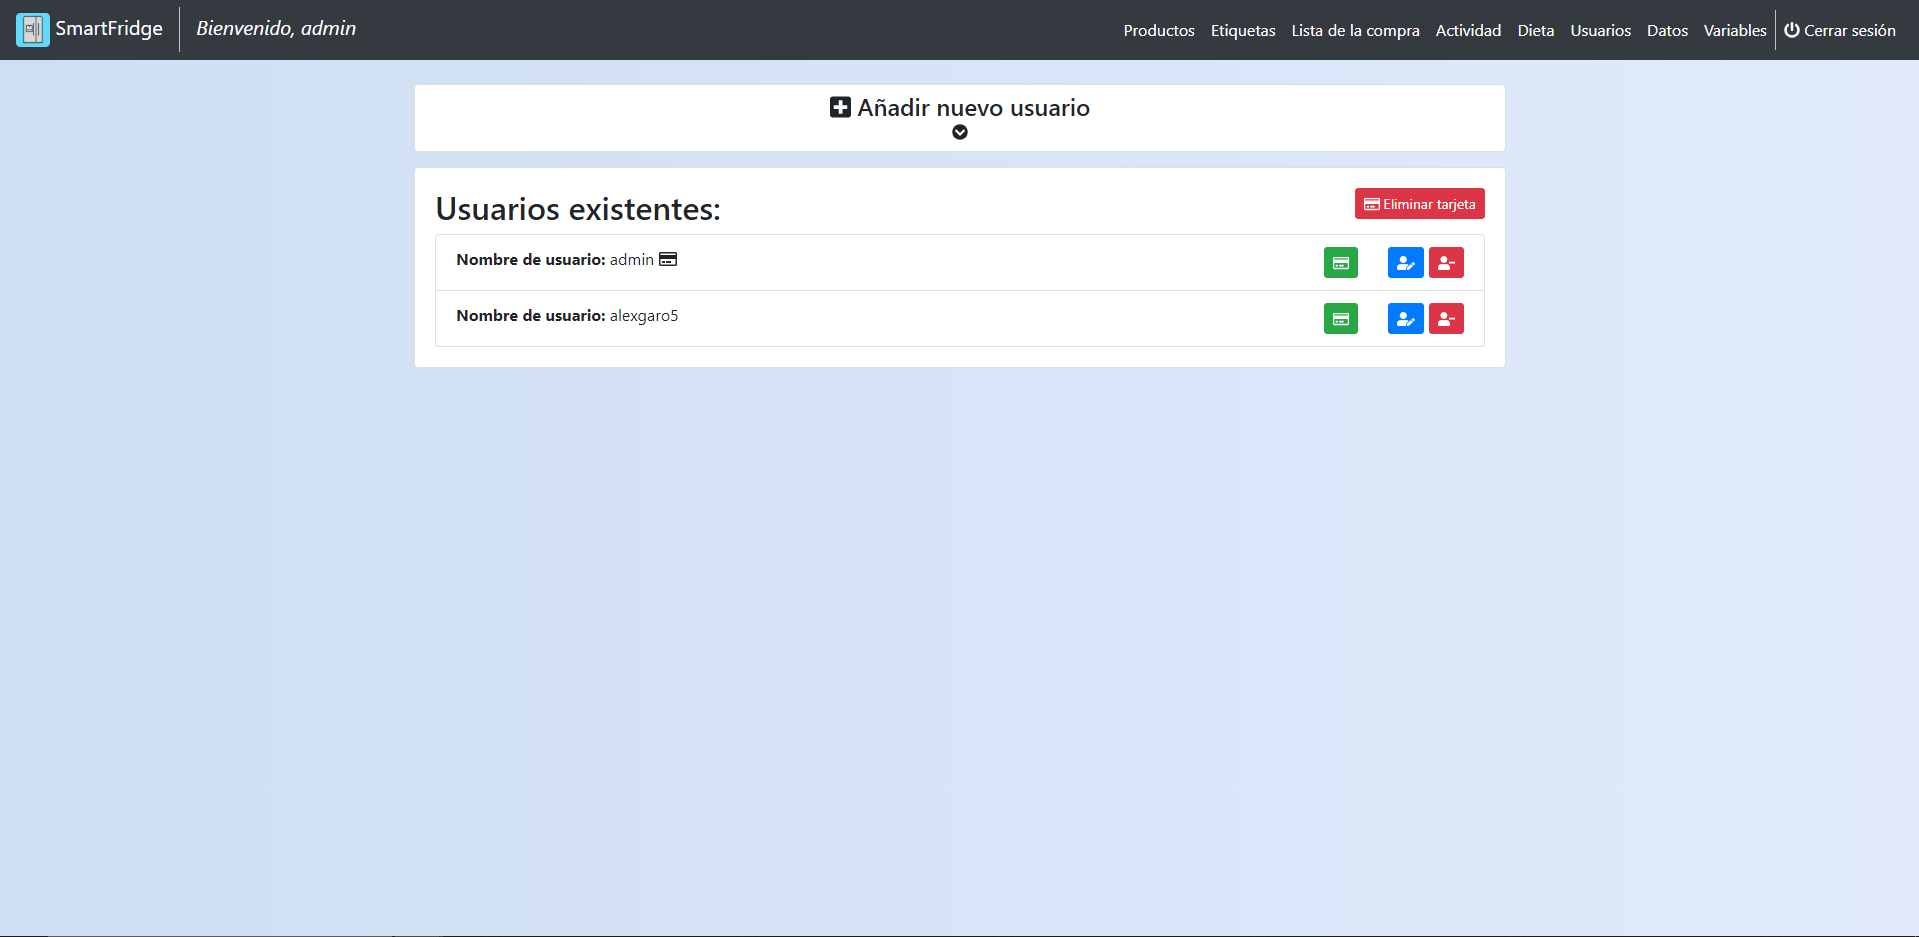 SmartFridge Bienvenido, admin Productos Etiquetas Lista de la compra Actividad Dieta Usuarios Datos Variables Cerrar sesión
Añadir nuevo usuario
Usuarios existentes: Eliminar tarjeta
Nombre de usuario: admin
Nombre de usuario: alexgaro5